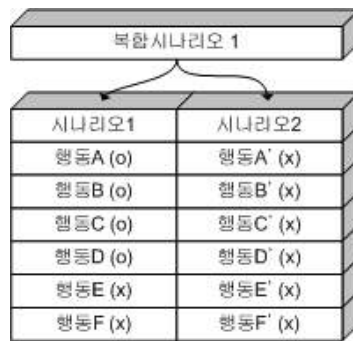 복합시나리오 1
시나리오1 시나리오2
행동A (o) 행동A' (x)
행동B (o) 행동B' (x)
행동C (o) 행동C' (x)
행동D (o) 행동D' (x)
행동E (x) 행동E' (x)
행동F (x) 행동F' (x)